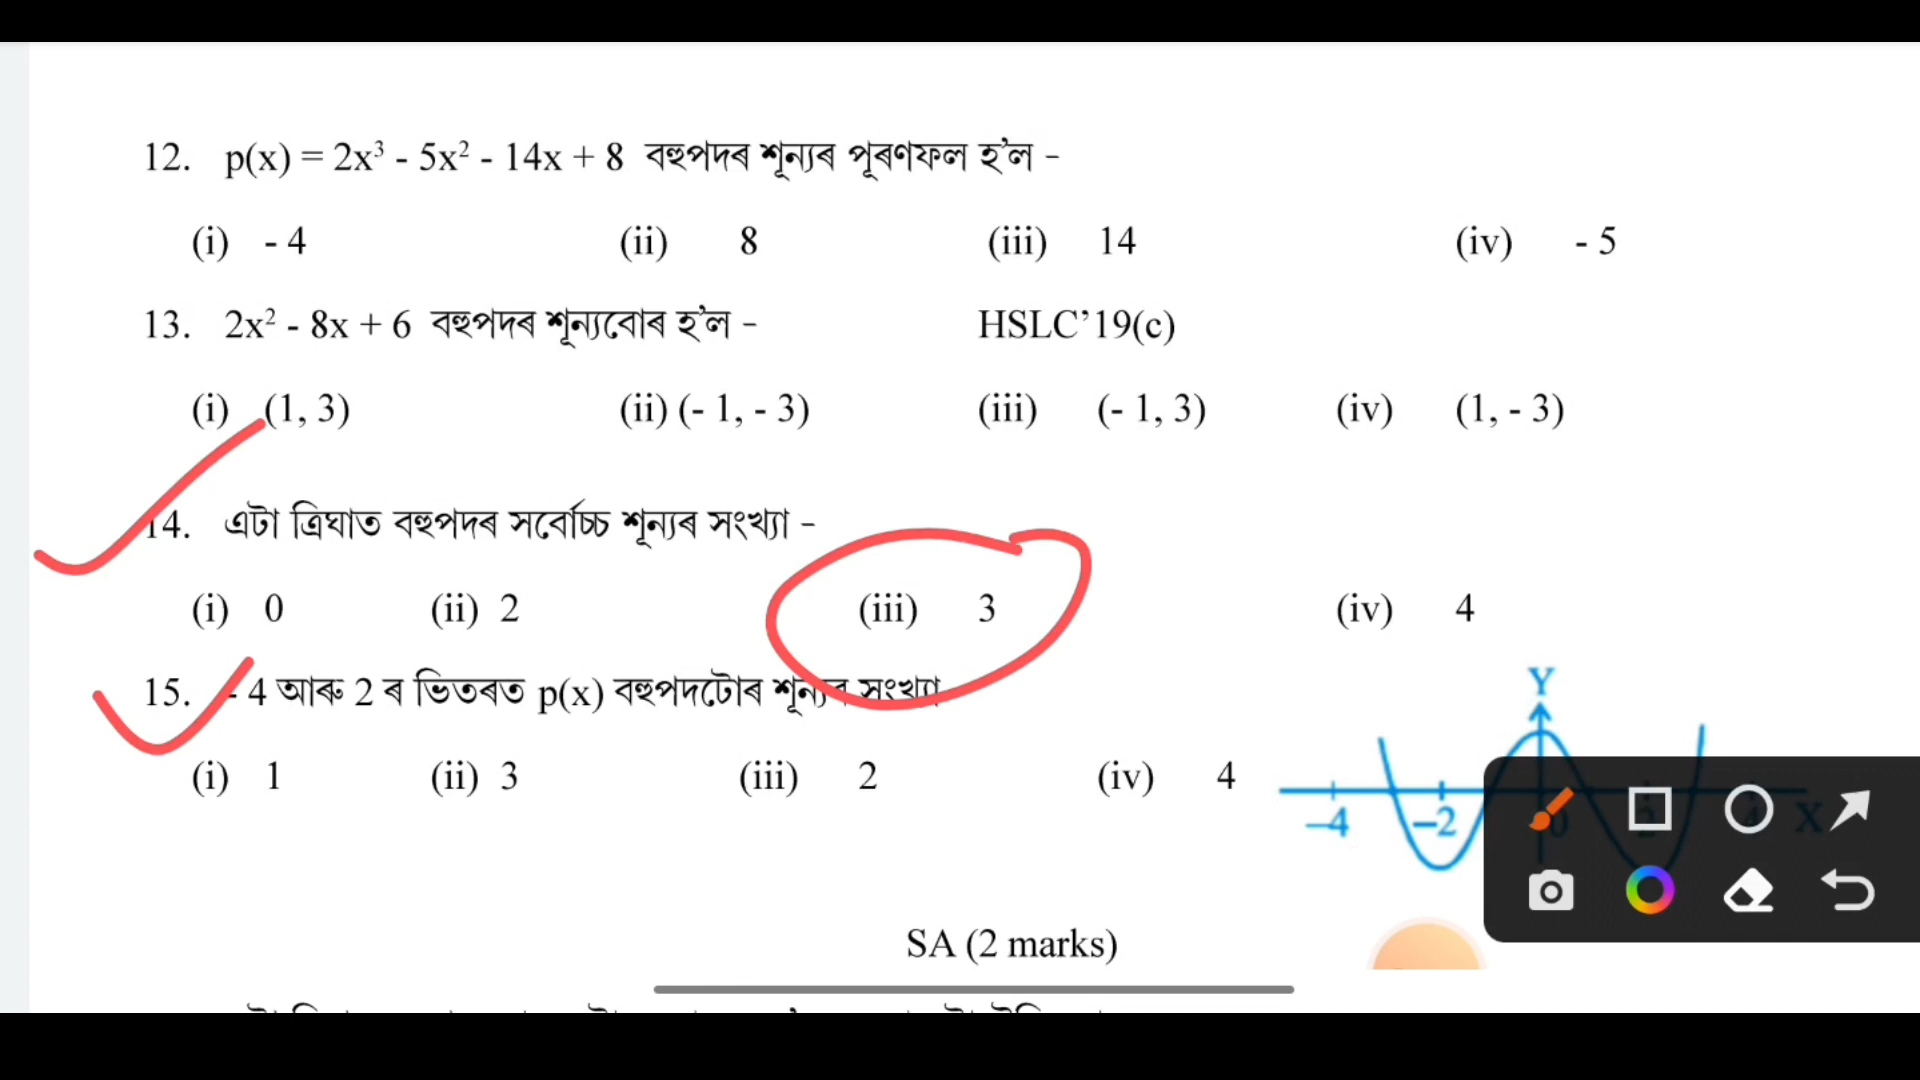 12. p(x) = 2x³ - 5x² - 14x + 8 বহুপদৰ শূন্যৰ পূৰণফল হ’ল -
(i) - 4 (ii) 8 (iii) 14 (iv) - 5
13. 2x² - 8x + 6 বহুপদৰ শূন্যবোৰ হ’ল - HSLC’19(c)
(i) (1, 3) (ii) (- 1, - 3) (iii) (- 1, 3) (iv) (1, - 3)
14. এটা ত্ৰিঘাত বহুপদৰ সৰ্বোচ্চ শূন্যৰ সংখ্যা -
(i) 0 (ii) 2 (iii) 3 (iv) 4
15. - 4 আৰু 2 ৰ ভিতৰত p(x) বহুপদটোৰ শূন্যৰ সংখ্যা
(i) 1 (ii) 3 (iii) 2 (iv) 4
Y
-4 -2 0 X
SA (2 marks)